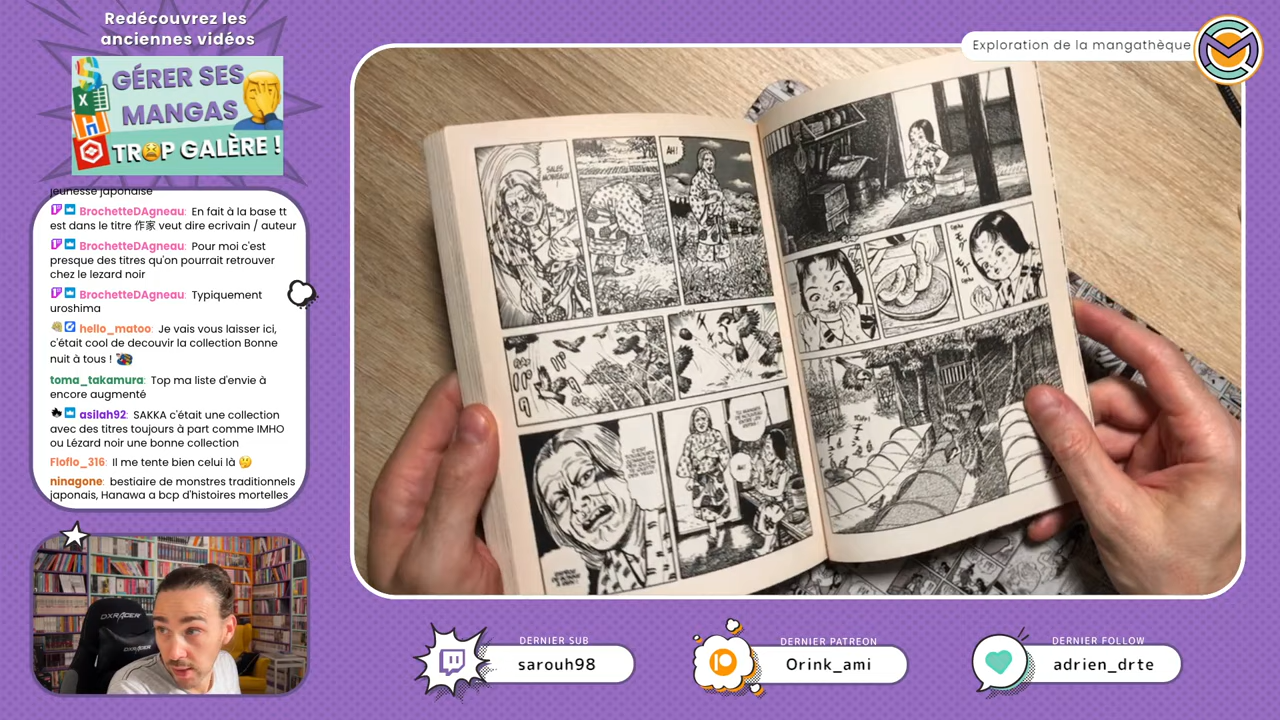 Redécouvrez les
anciennes vidéos
GÉRER SES
MANGAS
TROP GALÈRE !
jeunesse japonaise
BrochetteDAgneau: En fait à la base tt
est dans le titre 作家 veut dire ecrivain / auteur
BrochetteDAgneau: Pour moi c'est
presque des titres qu'on pourrait retrouver
chez le lezard noir
BrochetteDAgneau: Typiquement
uroshima
hello_matoo: Je vais vous laisser ici,
c'était cool de decouvir la collection Bonne
nuit à tous !
toma_takamura: Top ma liste d'envie à
encore augmenté
asilah92: SAKKA c'était une collection
avec des titres toujours à part comme IMHO
ou Lézard noir une bonne collection
Floflo_316: Il me tente bien celui là
ninagone: bestiaire de monstres traditionnels
japonais, Hanawa a bcp d'histoires mortelles
DXRACER
Exploration de la mangathèque
SALES
MOINEAUX !
AH !
DERNIER SUB
sarouh98
DERNIER PATREON
Orink_ami
DERNIER FOLLOW
adrien_drte